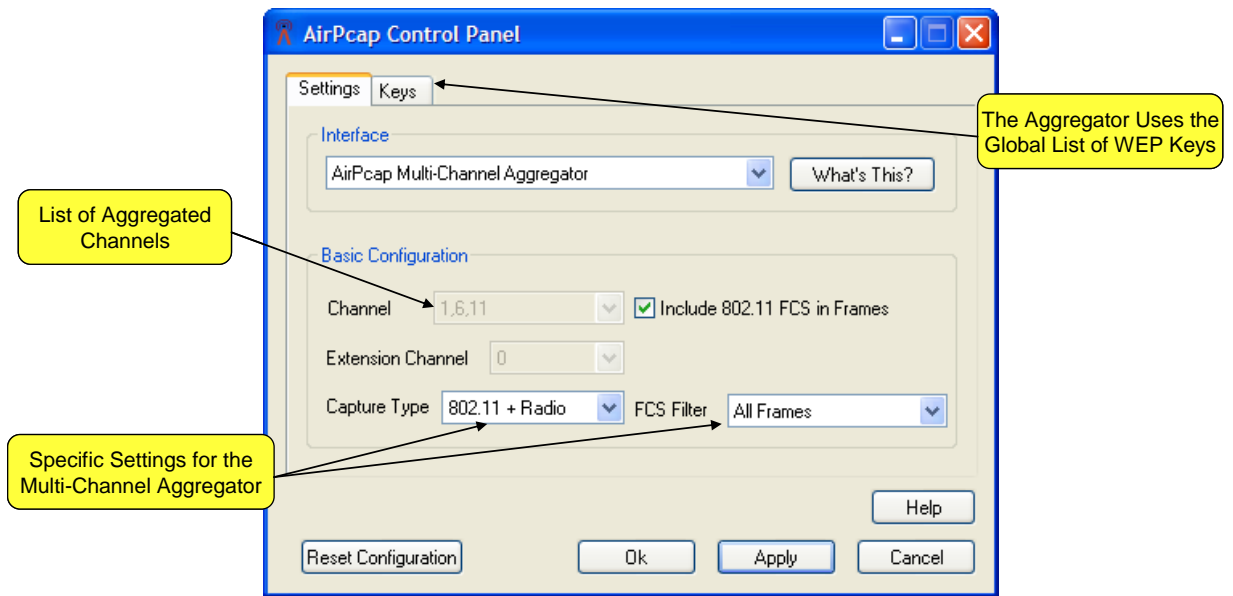 AirPcap Control Panel
Settings Keys
The Aggregator Uses the
Global List of WEP Keys
Interface
AirPcap Multi-Channel Aggregator What's This?
List of Aggregated
Channels
Basic Configuration
Channel 1,6,11 Include 802.11 FCS in Frames
Extension Channel 0
Capture Type 802.11 + Radio FCS Filter All Frames
Specific Settings for the
Multi-Channel Aggregator
Help
Reset Configuration Ok Apply Cancel